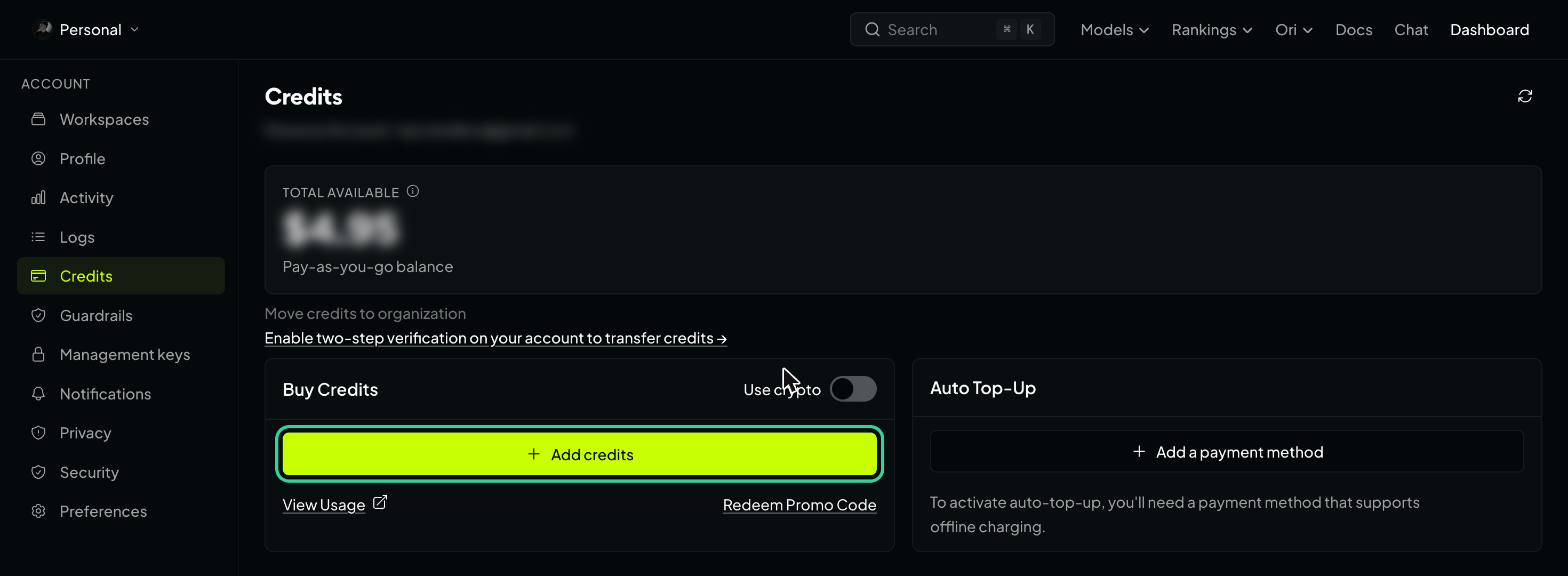 Personal
Search ⌘ K
Models
Rankings
Ori
Docs
Chat
Dashboard
ACCOUNT
Workspaces
Profile
Activity
Logs
Credits
Guardrails
Management keys
Notifications
Privacy
Security
Preferences
Credits
TOTAL AVAILABLE
$4.95
Pay-as-you-go balance
Move credits to organization
Enable two-step verification on your account to transfer credits →
Buy Credits
Use crypto
+ Add credits
View Usage
Redeem Promo Code
Auto Top-Up
+ Add a payment method
To activate auto-top-up, you'll need a payment method that supports
offline charging.